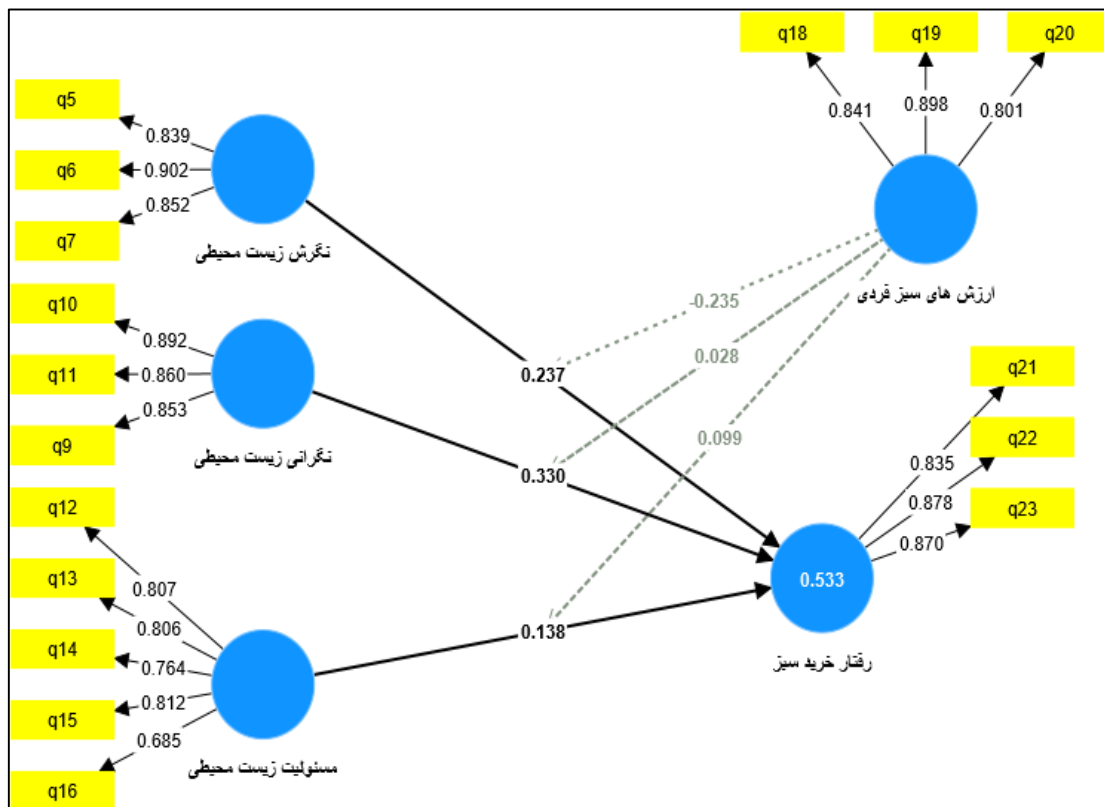 q18
q19
q20
0.841
0.898
0.801
ارزش های سبز فردی
q5
q6
q7
0.839
0.902
0.852
نگرش زیست محیطی
q10
q11
q9
0.892
0.860
0.853
نگرانی زیست محیطی
q12
q13
q14
q15
q16
0.807
0.806
0.764
0.812
0.685
مسئولیت زیست محیطی
-0.235
0.028
0.099
0.237
0.330
0.138
q21
q22
q23
0.835
0.878
0.870
0.533
رفتار خرید سبز